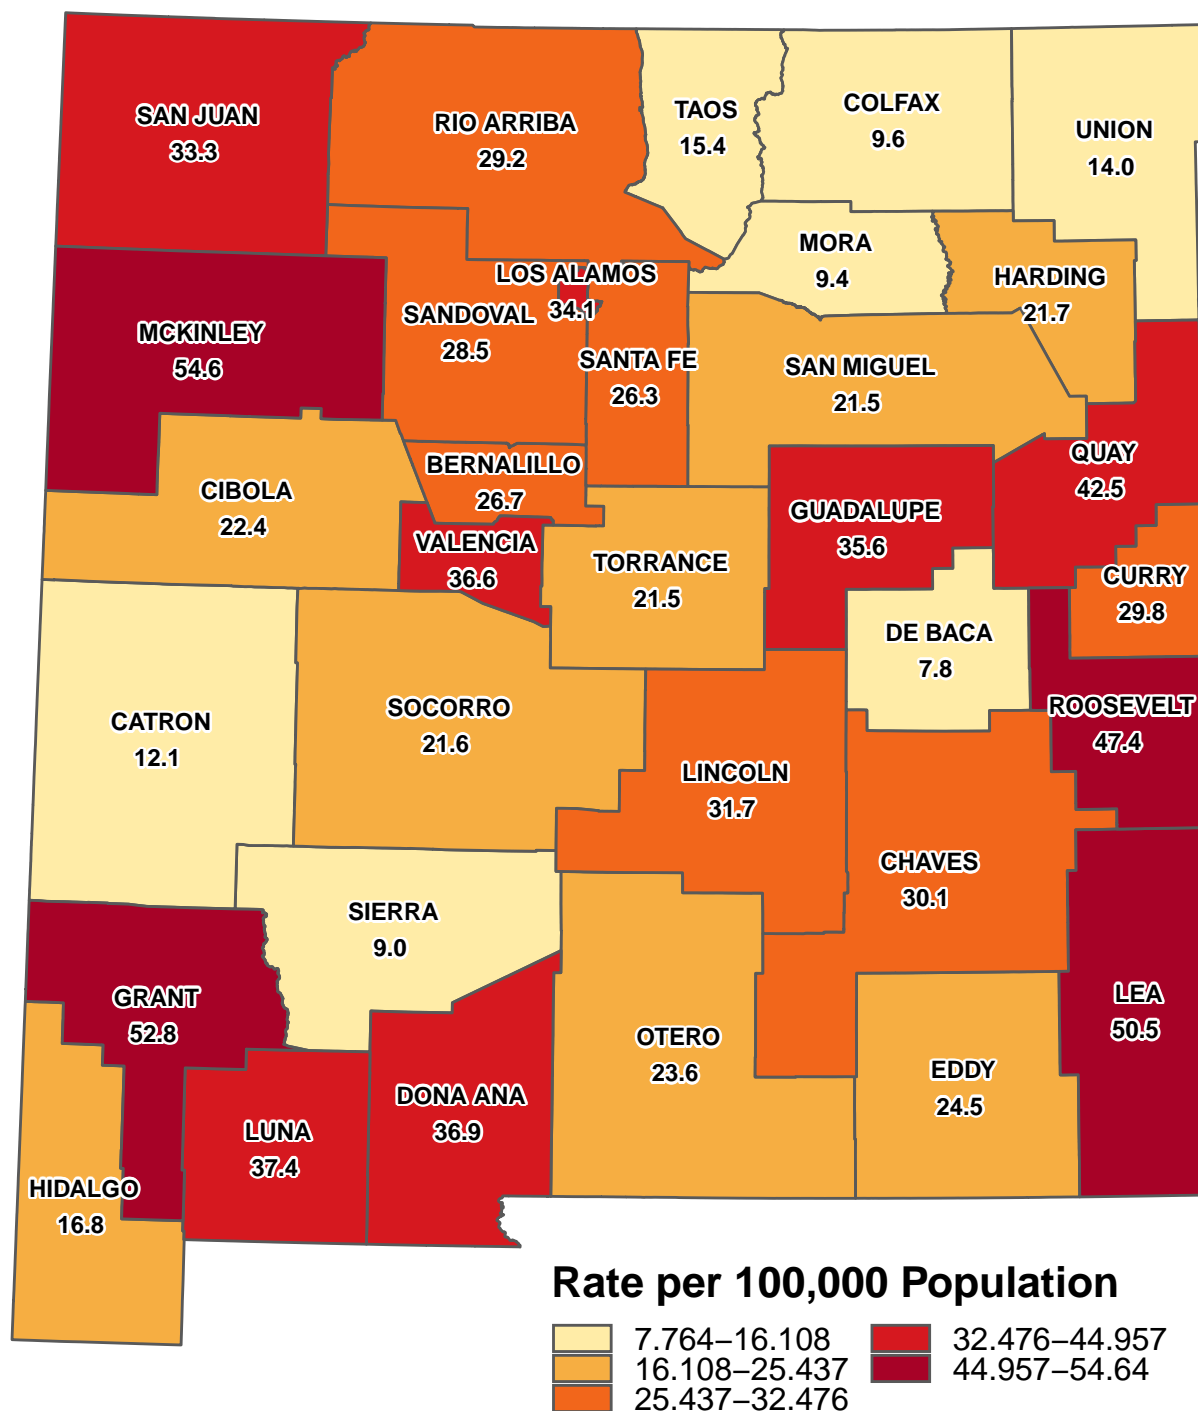 SAN JUAN
33.3
RIO ARRIBA
29.2
TAOS
15.4
COLFAX
9.6
UNION
14.0
MORA
9.4
HARDING
21.7
LOS ALAMOS
34.1
SANDOVAL
28.5
MCKINLEY
54.6
SANTA FE
26.3
SAN MIGUEL
21.5
QUAY
42.5
BERNALILLO
26.7
CIBOLA
22.4
GUADALUPE
35.6
VALENCIA
36.6
TORRANCE
21.5
CURRY
29.8
DE BACA
7.8
ROOSEVELT
47.4
CATRON
12.1
SOCORRO
21.6
LINCOLN
31.7
CHAVES
30.1
SIERRA
9.0
GRANT
52.8
LEA
50.5
OTERO
23.6
EDDY
24.5
DONA ANA
36.9
LUNA
37.4
HIDALGO
16.8
Rate per 100,000 Population
7.764–16.108
16.108–25.437
25.437–32.476
32.476–44.957
44.957–54.64